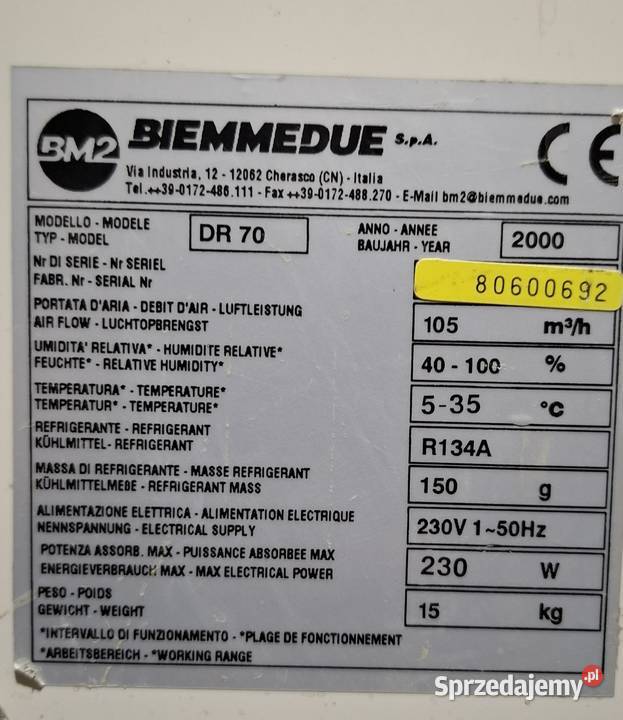 BM2 BIEMMEDUE S.p.A. CE
Via Industria, 12 - 12062 Cherasco (CN) - Italia
Tel.++39-0172-486.111 - Fax ++39-0172-488.270 - E-Mail bm2@biemmedue.com
MODELLO - MODELE
TYP - MODEL
DR 70
ANNO - ANNEE
BAUJAHR - YEAR
2000
Nr DI SERIE - Nr SERIEL
FABR. Nr - SERIAL Nr
80600692
PORTATA D'ARIA - DEBIT D'AIR - LUFTLEISTUNG
AIR FLOW - LUCHTOPBRENGST
105 m³/h
UMIDITA' RELATIVA* - HUMIDITE RELATIVE*
FEUCHTE* - RELATIVE HUMIDITY*
40 - 100 %
TEMPERATURA* - TEMPERATURE*
TEMPERATUR* - TEMPERATURE*
5-35 °C
REFRIGERANTE - REFRIGERANT
KÜHLMITTEL- REFRIGERANT
R134A
MASSA DI REFRIGERANTE - MASSE REFRIGERANT
KÜHLMITTELMEBE - REFRIGERANT MASS
150 g
ALIMENTAZIONE ELETTRICA - ALIMENTATION ELECTRIQUE
NENNSPANNUNG - ELECTRICAL SUPPLY
230V 1~50Hz
POTENZA ASSORB. MAX - PUISSANCE ABSORBEE MAX
ENERGIEVERBRAUCH MAX - MAX ELECTRICAL POWER
230 W
PESO - POIDS
GEWICHT - WEIGHT
15 kg
*INTERVALLO DI FUNZIONAMENTO - *PLAGE DE FONCTIONNEMENT
*ARBEITSBEREICH - *WORKING RANGE
Sprzedajemy.pl